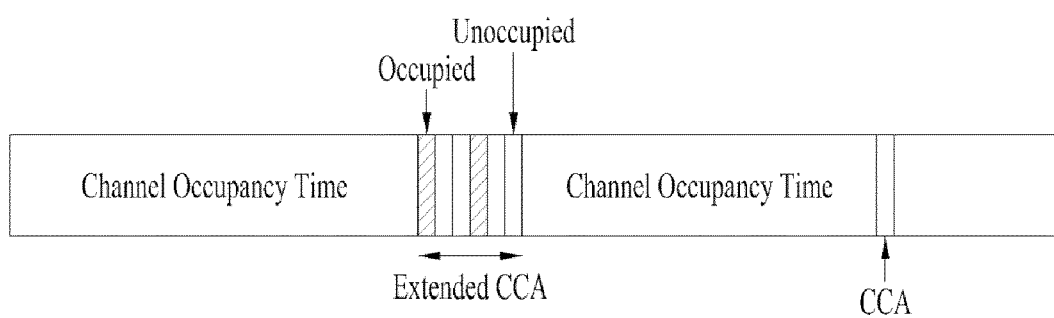 Unoccupied
Occupied
Channel Occupancy Time
Channel Occupancy Time
Extended CCA
CCA